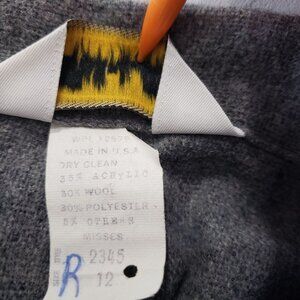 MADE IN U.S.A
DRY CLEAN
35% ACRYLIC
30% WOOL
30% POLYESTER
5% OTHERS
MISSES
2345
R
12